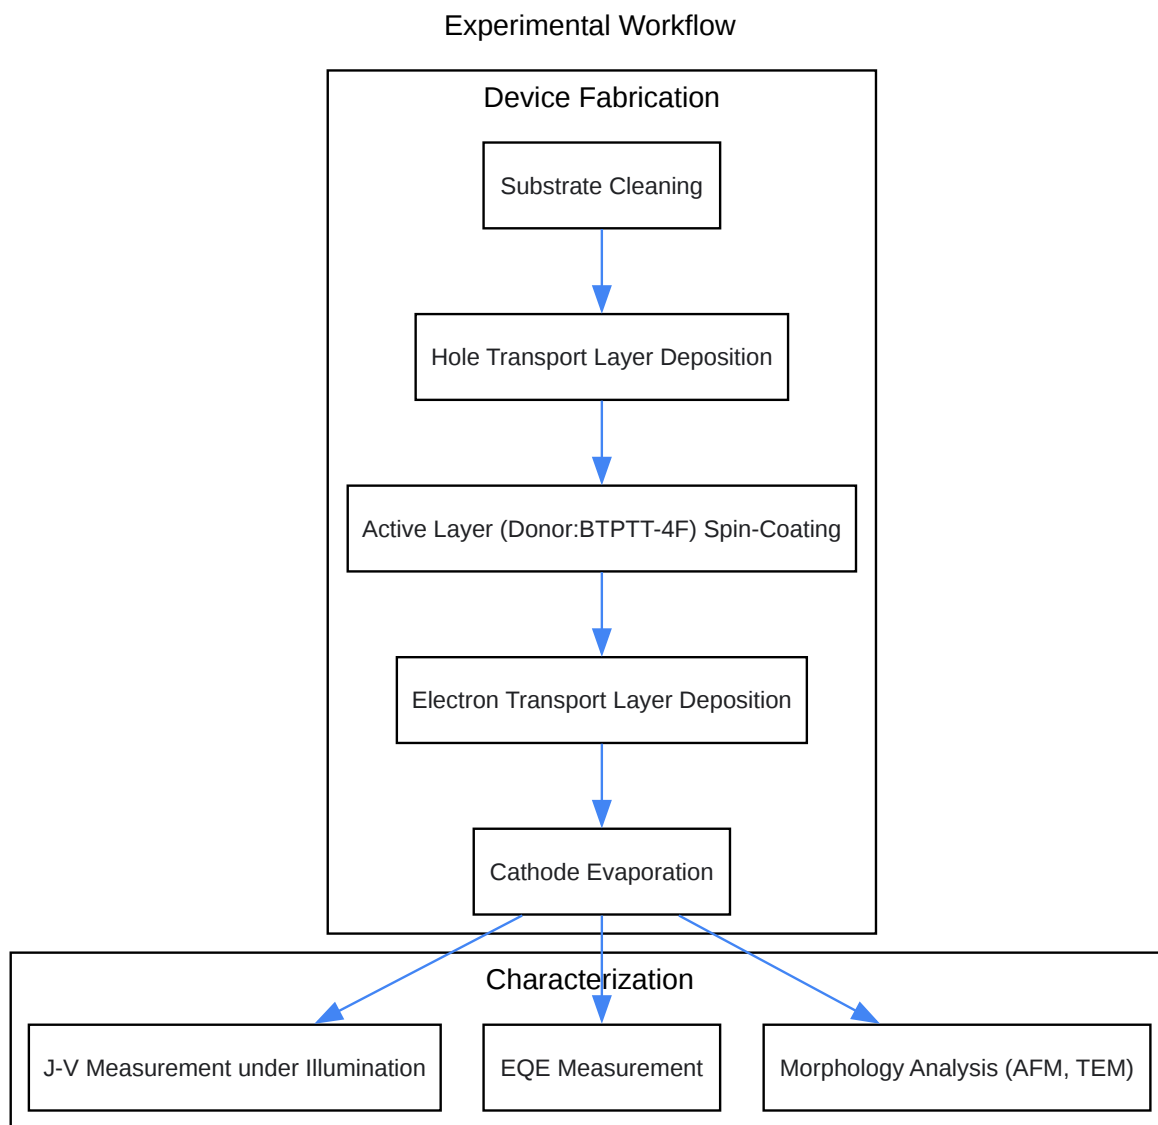 Experimental Workflow
Device Fabrication
Substrate Cleaning
Hole Transport Layer Deposition
Active Layer (Donor:BTPTT-4F) Spin-Coating
Electron Transport Layer Deposition
Cathode Evaporation
Characterization
J-V Measurement under Illumination
EQE Measurement
Morphology Analysis (AFM, TEM)